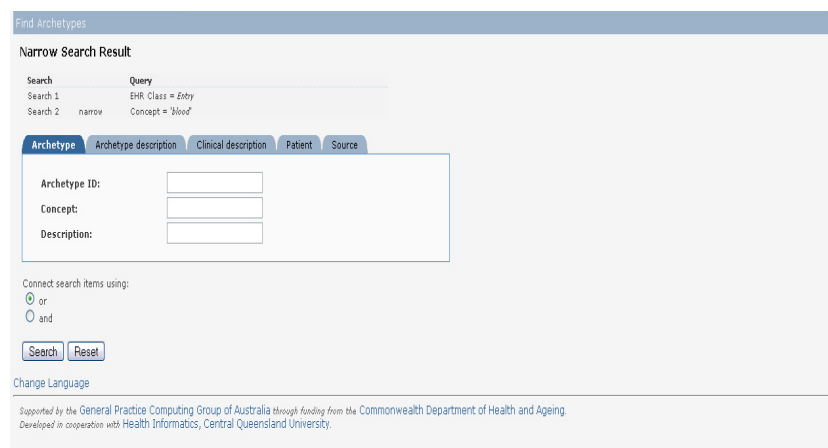 Find Archetypes
Narrow Search Result
Search Query
Search 1 EHR Class = Entry
Search 2 narrow Concept = 'blood'
Archetype Archetype description Clinical description Patient Source
Archetype ID:
Concept:
Description:
Connect search items using:
or
and
Search Reset
Change Language
Supported by the General Practice Computing Group of Australia through funding from the Commonwealth Department of Health and Ageing.
Developed in cooperation with Health Informatics, Central Queensland University.